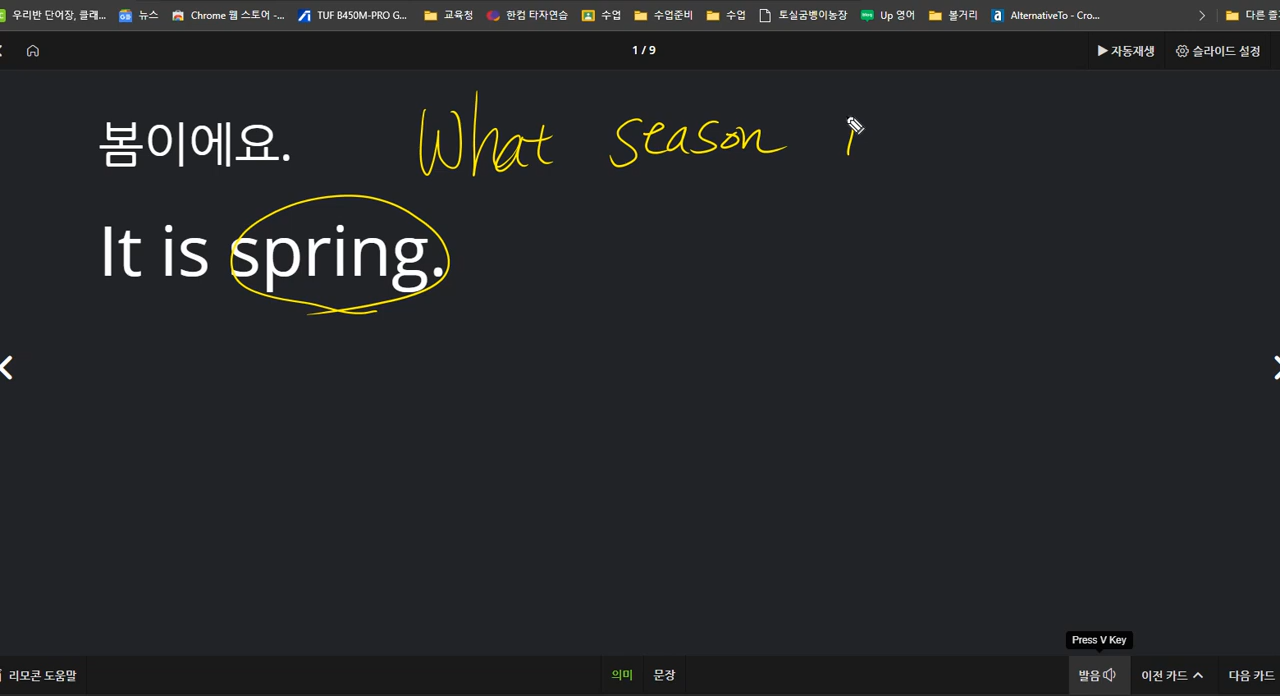 우리반 단어장, 클래... 뉴스 Chrome 웹 스토어 -... TUF B450M-PRO G... 교육청 한컴 타자연습 수업 수업준비 수업 토실굼벵이농장 Up 영어 볼거리 AlternativeTo - Cro... 다른 즐
1 / 9 자동재생 슬라이드 설정
봄이에요. What season i
It is spring.
Press V Key
리모콘 도움말 의미 문장 발음 이전 카드 다음 카드